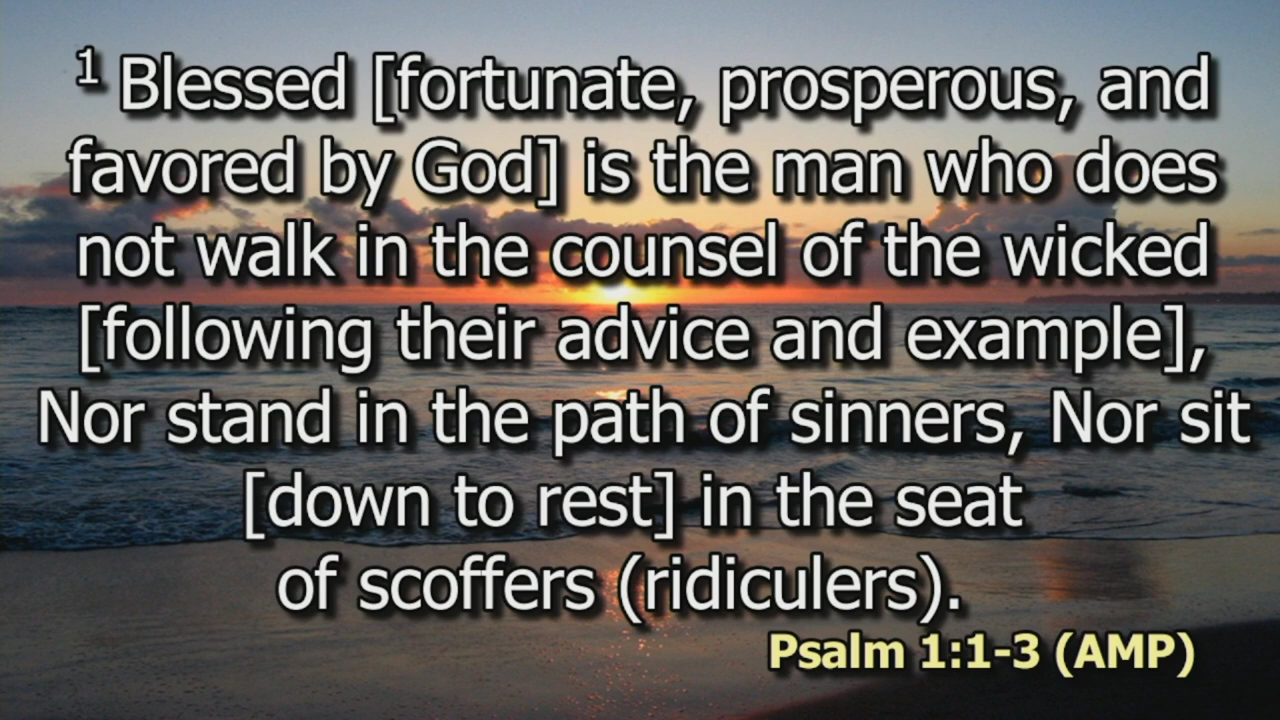 1 Blessed [fortunate, prosperous, and
favored by God] is the man who does
not walk in the counsel of the wicked
[following their advice and example],
Nor stand in the path of sinners, Nor sit
[down to rest] in the seat
of scoffers (ridiculers).
Psalm 1:1-3 (AMP)